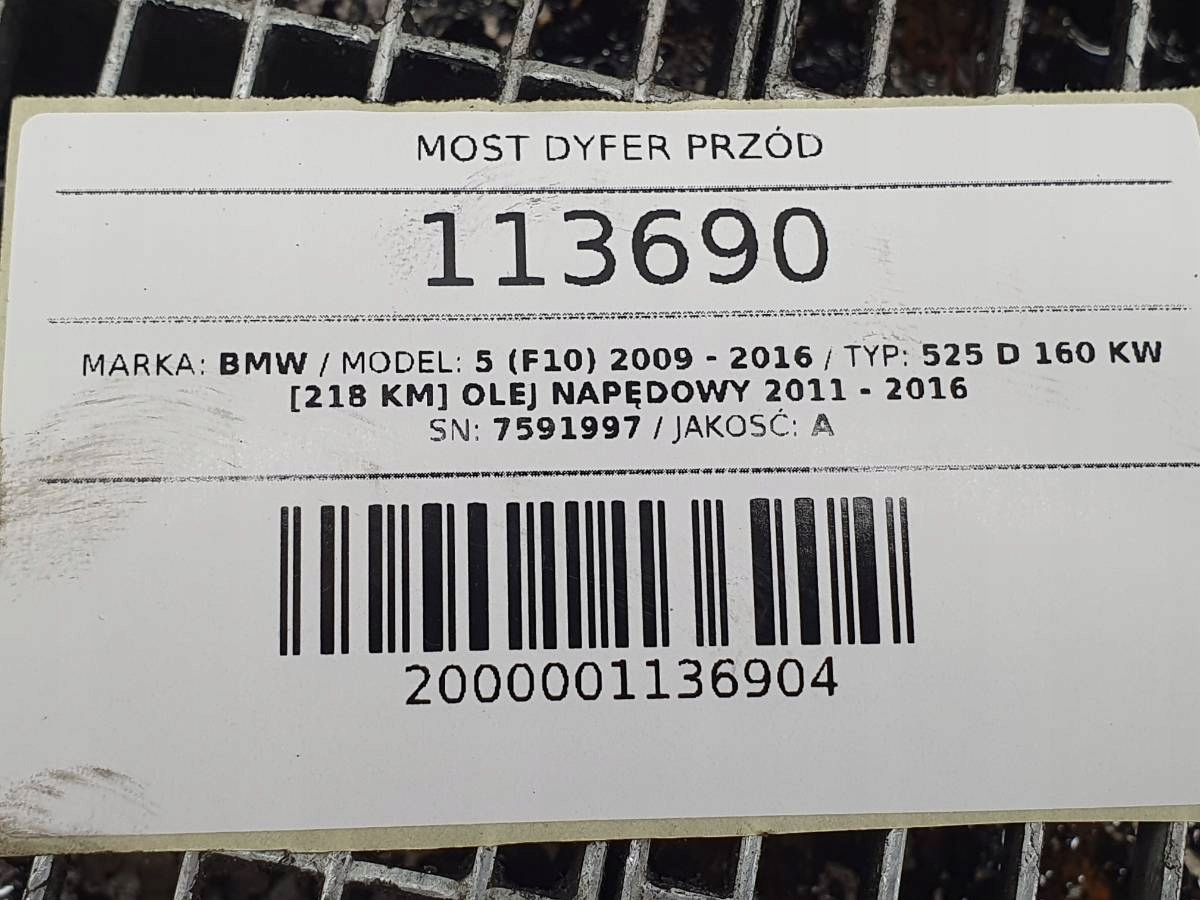 MOST DYFER PRZÓD
113690
MARKA: BMW / MODEL: 5 (F10) 2009 - 2016 / TYP: 525 D 160 KW
[218 KM] OLEJ NAPĘDOWY 2011 - 2016
SN: 7591997 / JAKOŚĆ: A
2000001136904